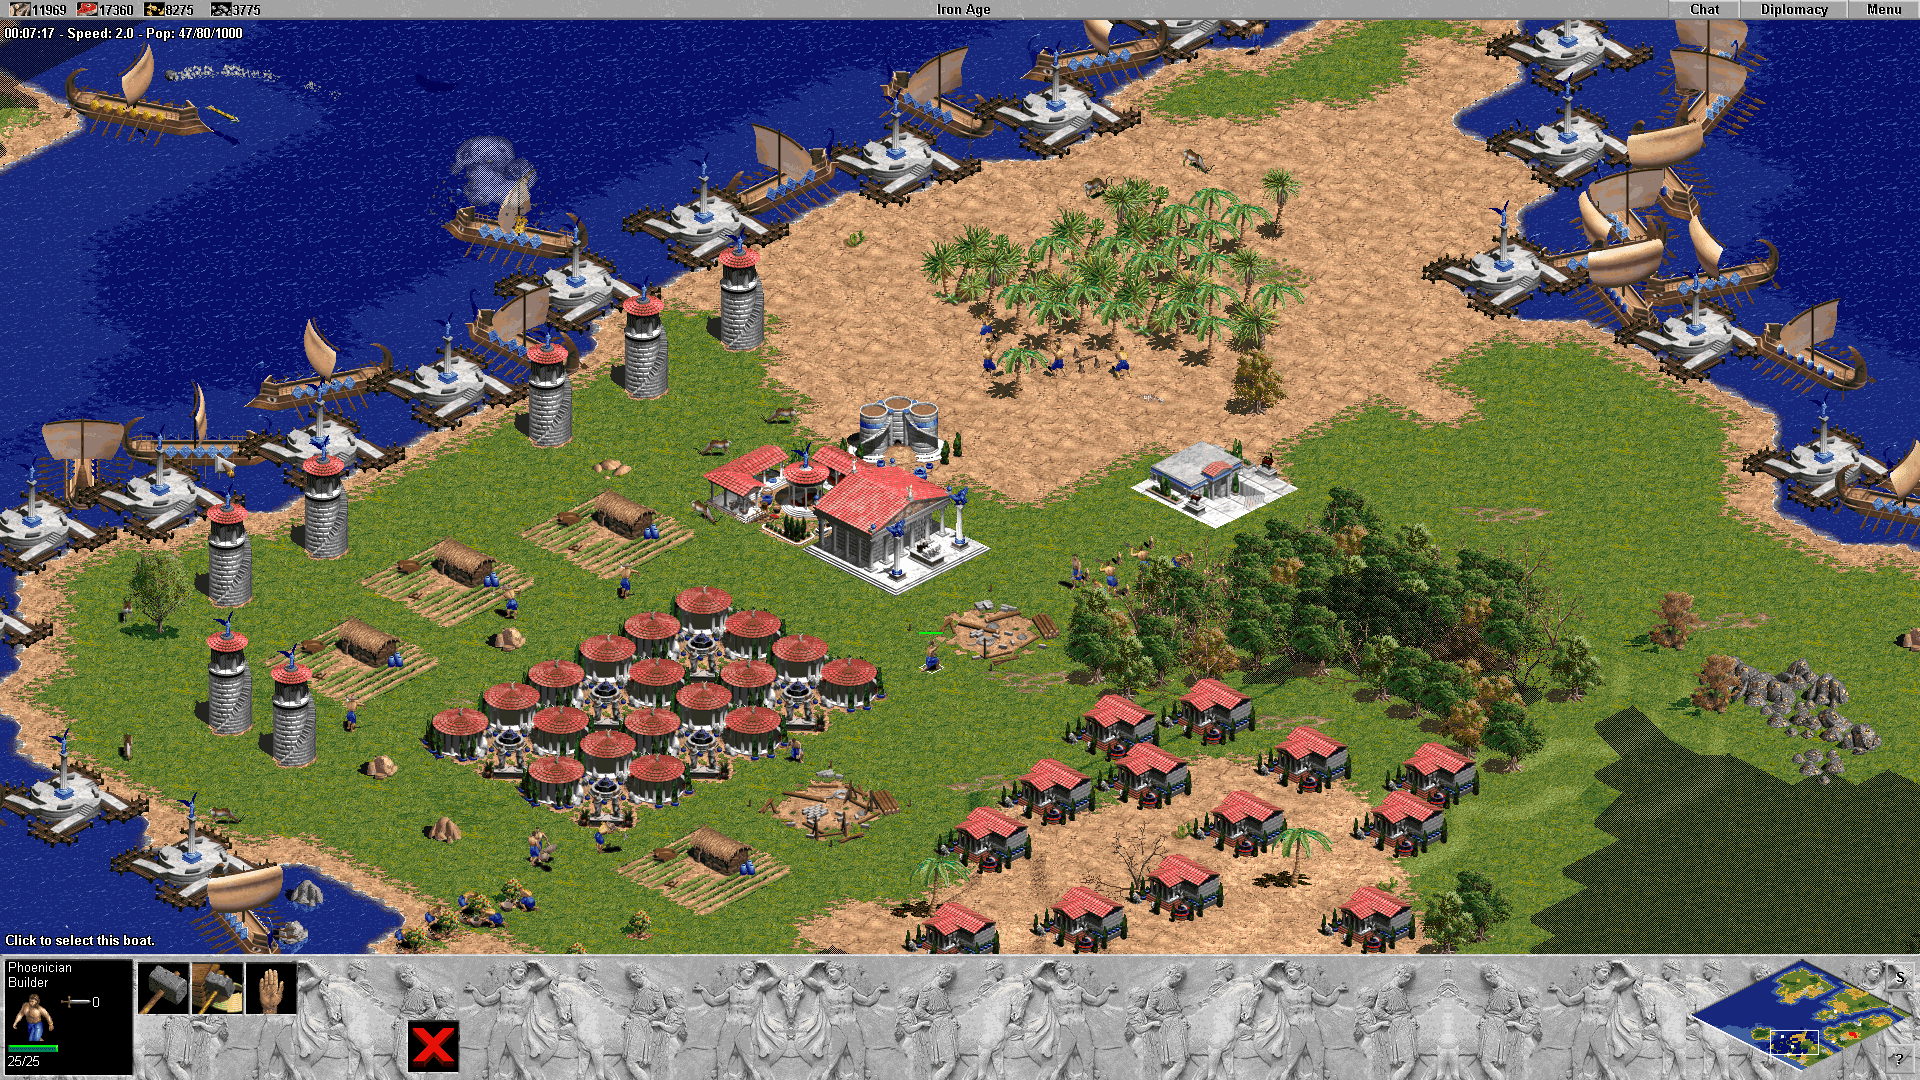 11969 17360 8275 3775 Iron Age Chat Diplomacy Menu
00:07:17 - Speed: 2.0 - Pop: 47/80/1000
Click to select this boat.
Phoenician
Builder
0
25/25
S
?